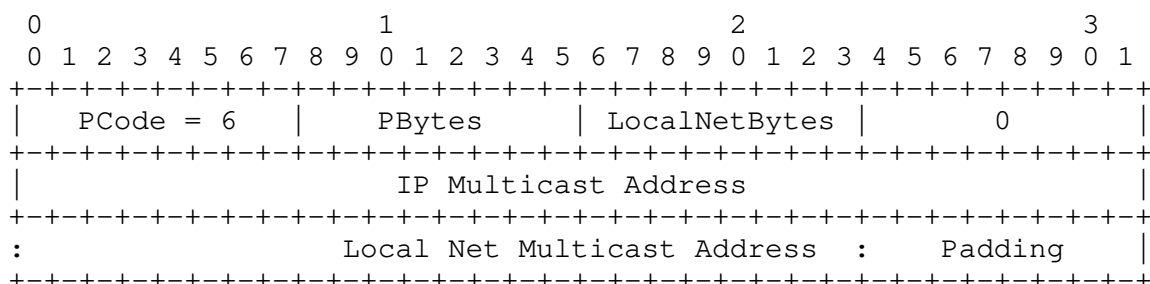 0                   1                   2                   3
 0 1 2 3 4 5 6 7 8 9 0 1 2 3 4 5 6 7 8 9 0 1 2 3 4 5 6 7 8 9 0 1
+-+-+-+-+-+-+-+-+-+-+-+-+-+-+-+-+-+-+-+-+-+-+-+-+-+-+-+-+-+-+-+-+
|   PCode = 6   |    PBytes     | LocalNetBytes |       0       |
+-+-+-+-+-+-+-+-+-+-+-+-+-+-+-+-+-+-+-+-+-+-+-+-+-+-+-+-+-+-+-+-+
|                     IP Multicast Address                      |
+-+-+-+-+-+-+-+-+-+-+-+-+-+-+-+-+-+-+-+-+-+-+-+-+-+-+-+-+-+-+-+-+
:                  Local Net Multicast Address  :    Padding    |
+-+-+-+-+-+-+-+-+-+-+-+-+-+-+-+-+-+-+-+-+-+-+-+-+-+-+-+-+-+-+-+-+